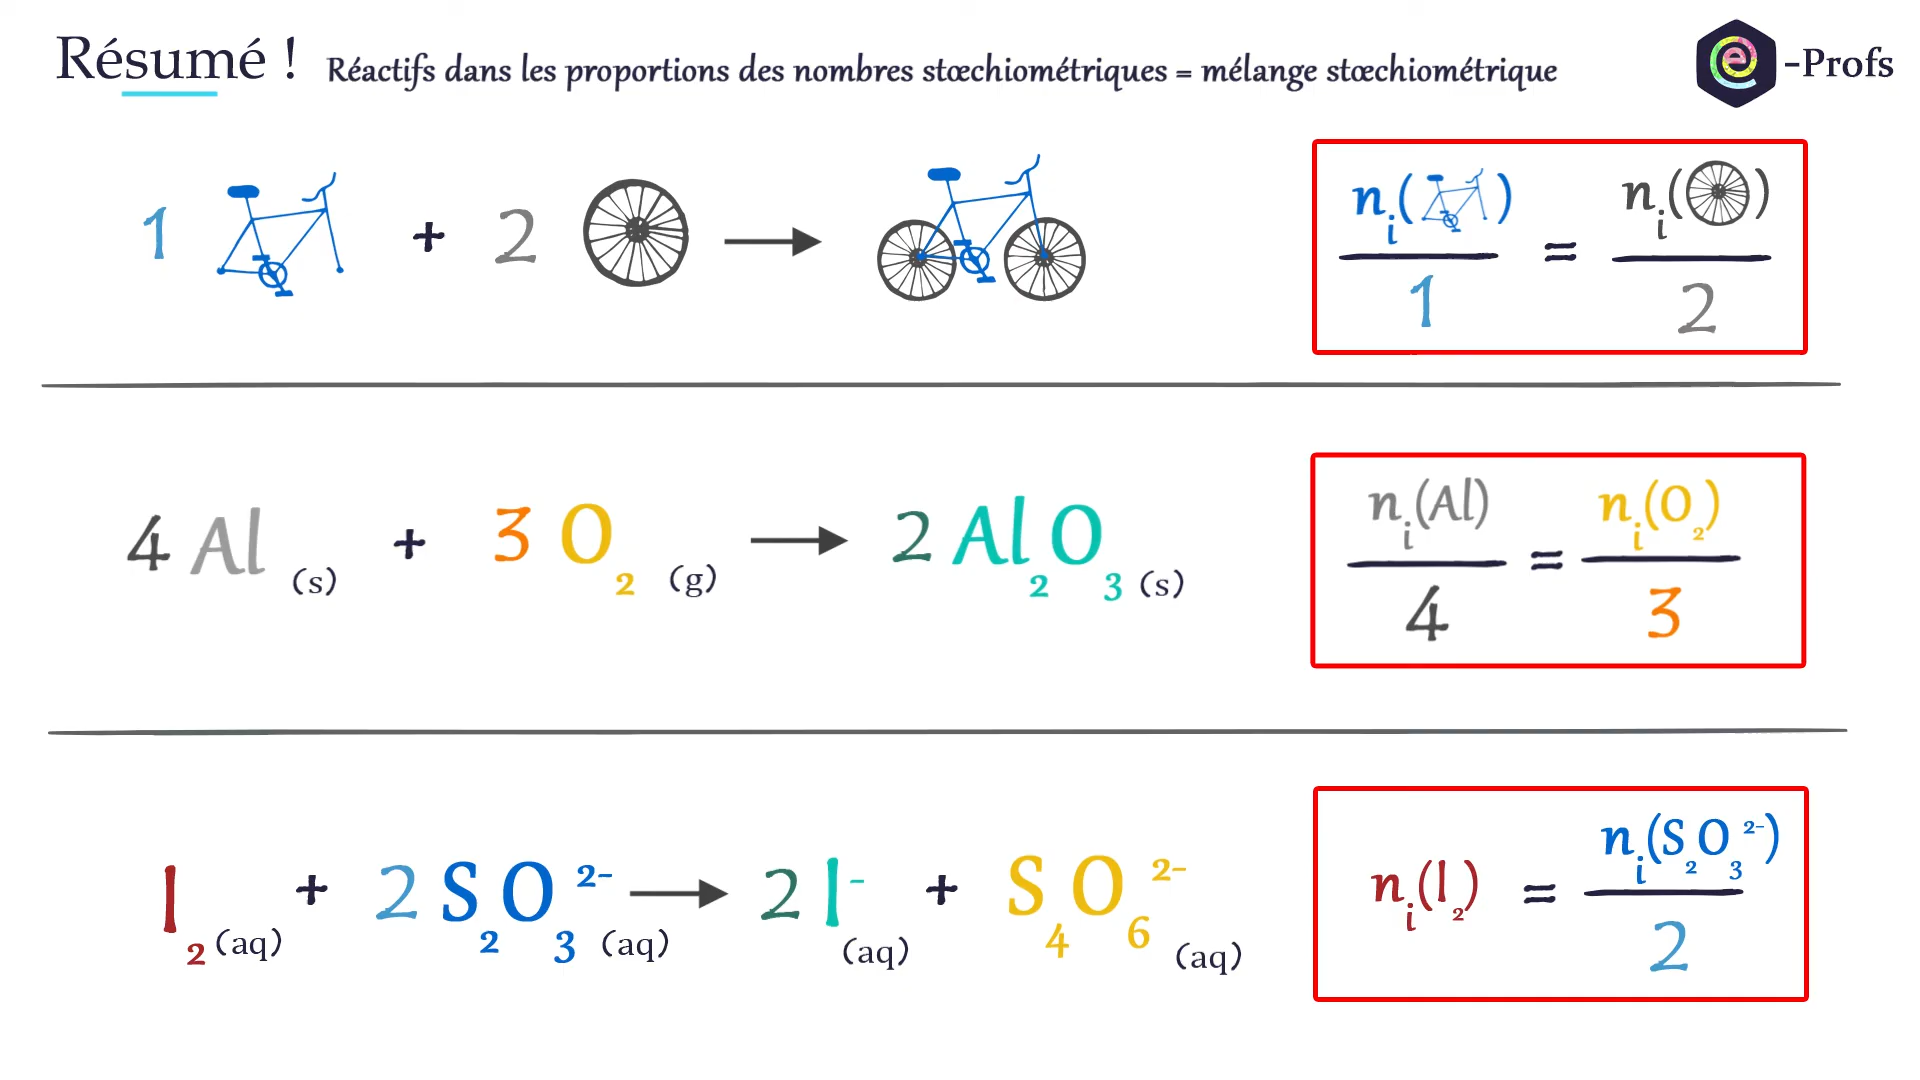 Résumé !
Réactifs dans les proportions des nombres stœchiométriques = mélange stœchiométrique
e-Profs
1 + 2 →
nᵢ( )/1 = nᵢ( )/2
4 Al (s) + 3 O₂ (g) → 2 Al₂O₃ (s)
nᵢ(Al)/4 = nᵢ(O₂)/3
I₂ (aq) + 2 S₂O₃²⁻ (aq) → 2 I⁻ (aq) + S₄O₆²⁻ (aq)
nᵢ(I₂) = nᵢ(S₂O₃²⁻)/2